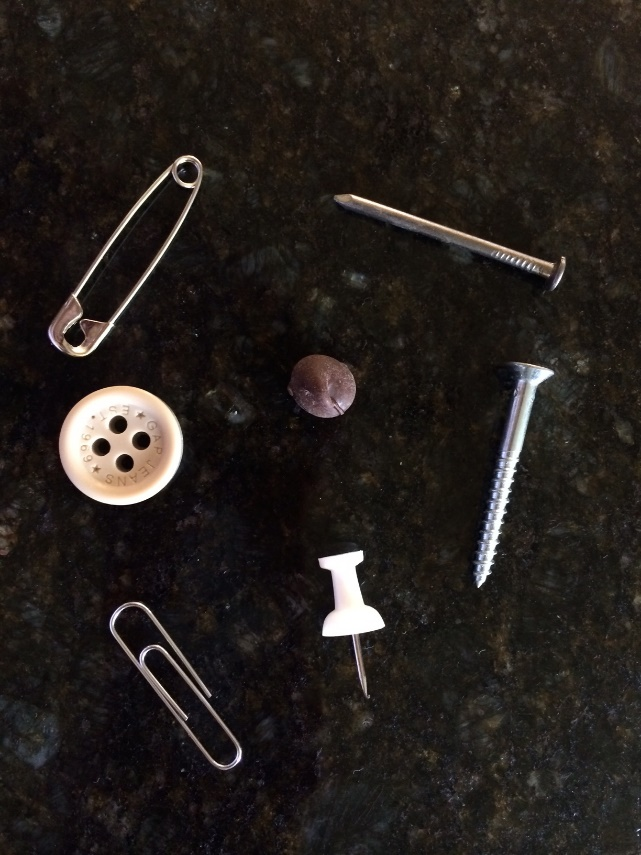 GAP JEANS ★ EST. 1969 ★